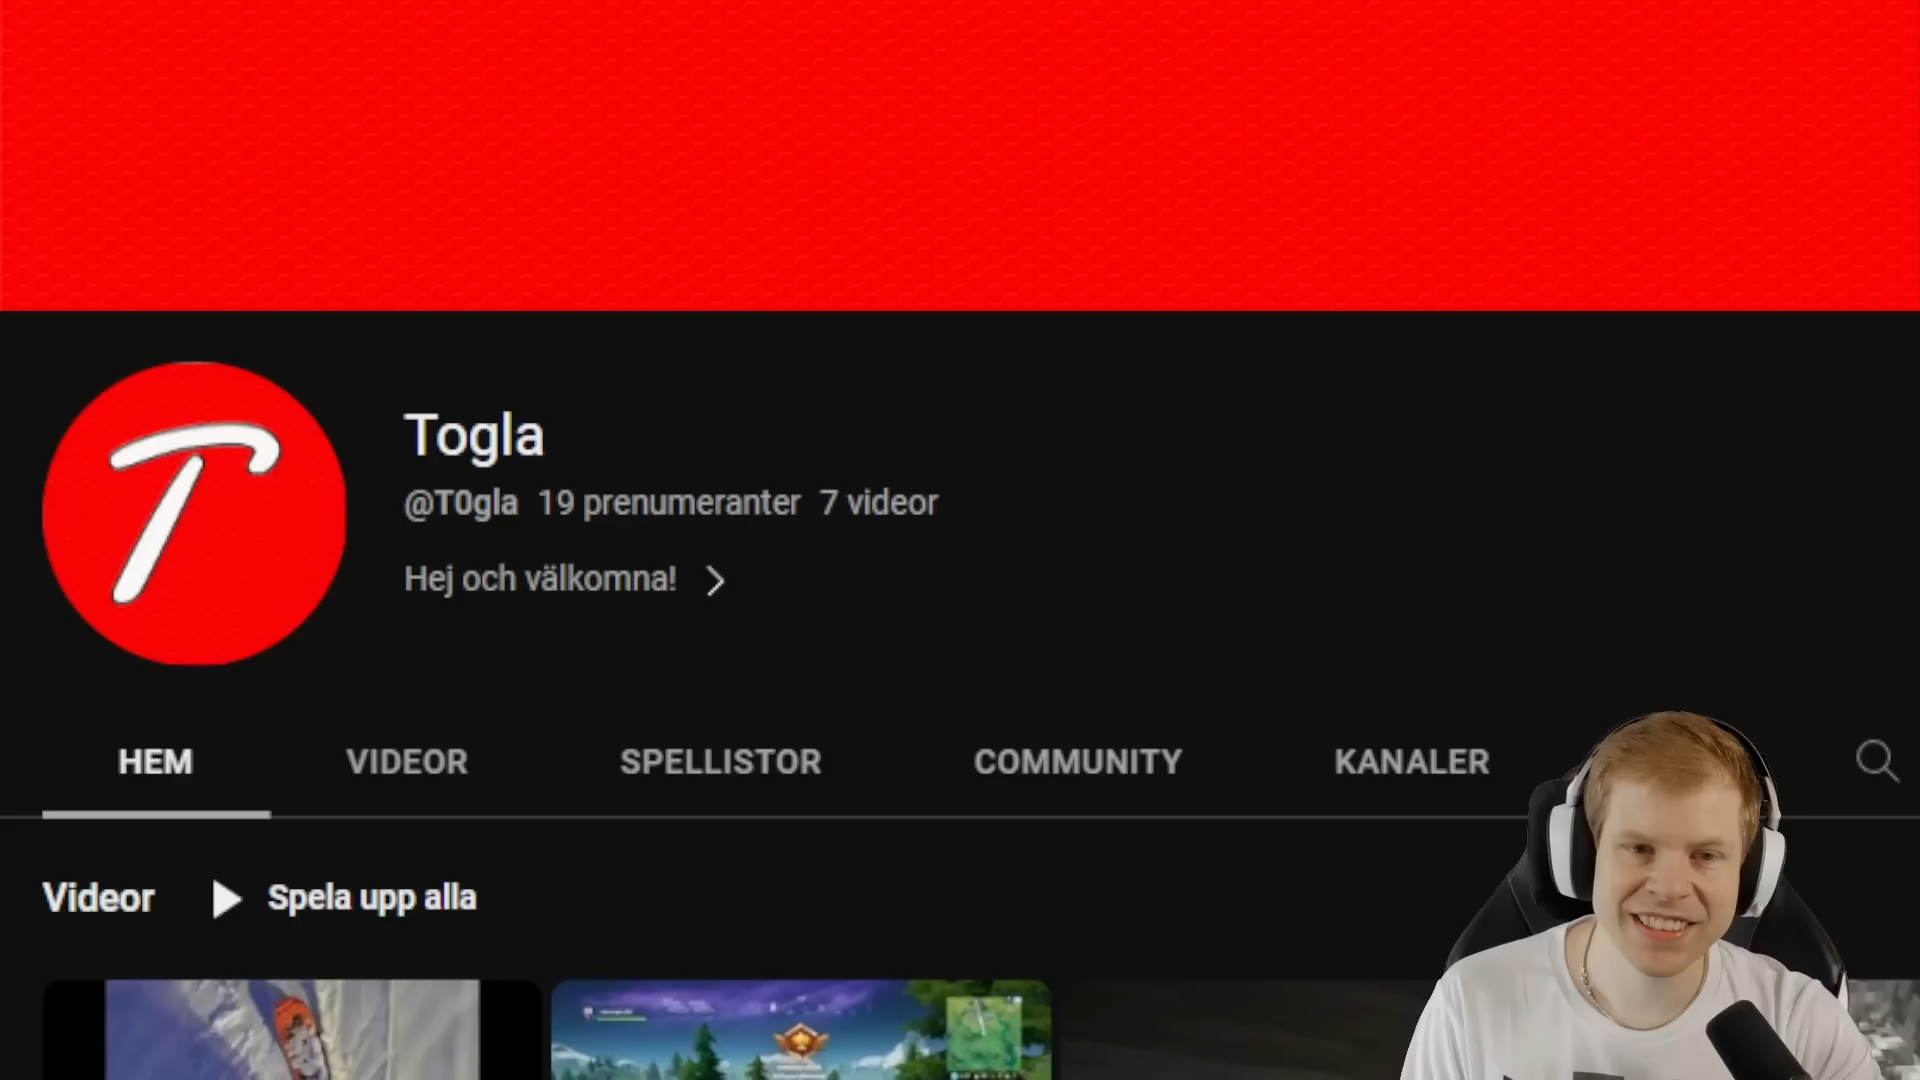 T
Togla
@T0gla 19 prenumeranter 7 videor
Hej och välkomna!
HEM VIDEOR SPELLISTOR COMMUNITY KANALER
Videor Spela upp alla